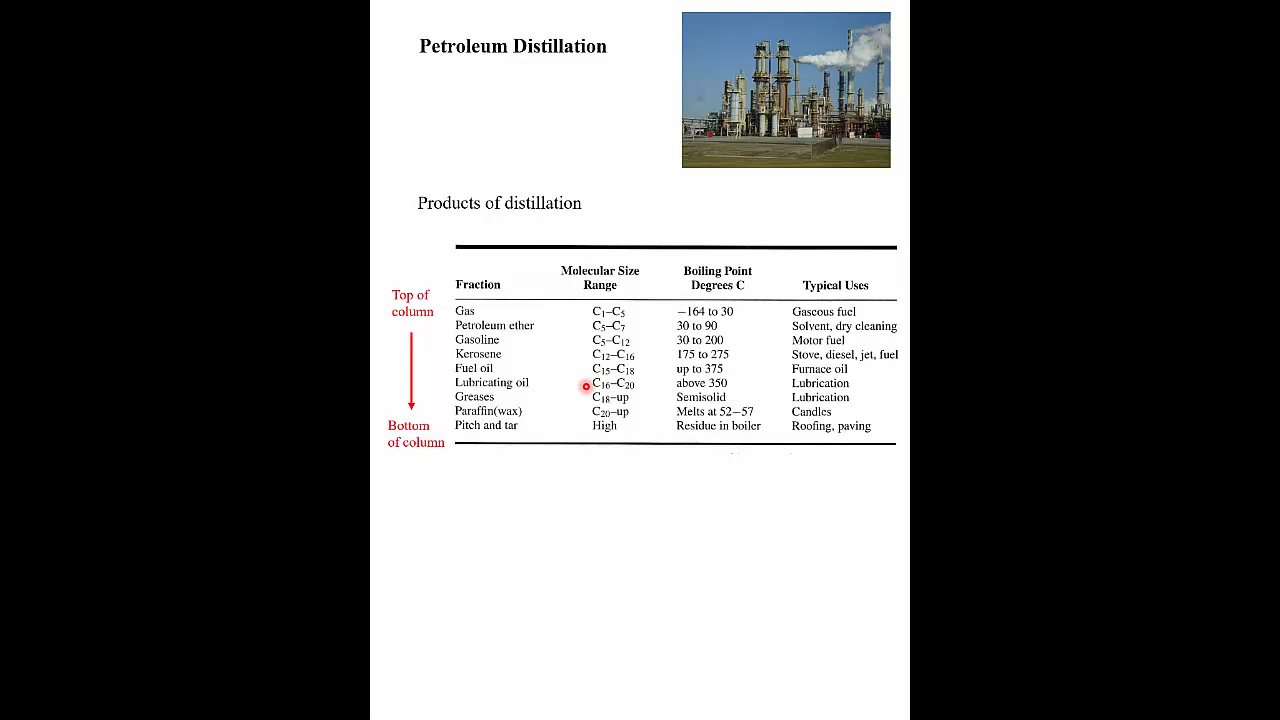 Petroleum Distillation
Products of distillation
Molecular Size Boiling Point
Fraction Range Degrees C Typical Uses
Top of
column
Gas C₁–C₅ −164 to 30 Gaseous fuel
Petroleum ether C₅–C₇ 30 to 90 Solvent, dry cleaning
Gasoline C₅–C₁₂ 30 to 200 Motor fuel
Kerosene C₁₂–C₁₆ 175 to 275 Stove, diesel, jet, fuel
Fuel oil C₁₅–C₁₈ up to 375 Furnace oil
Lubricating oil C₁₆–C₂₀ above 350 Lubrication
Greases C₁₈–up Semisolid Lubrication
Paraffin(wax) C₂₀–up Melts at 52–57 Candles
Pitch and tar High Residue in boiler Roofing, paving
Bottom
of column